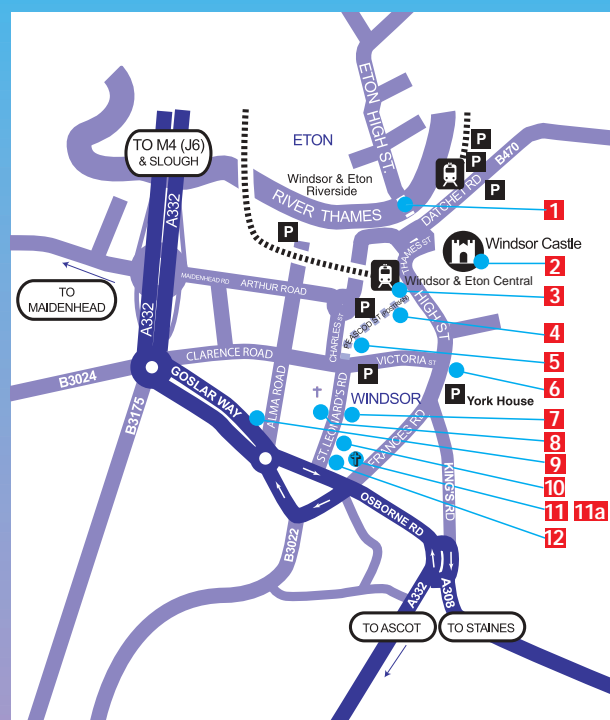 ETON HIGH ST.
ETON
TO M4 (J6)
& SLOUGH
P
P
P
B470
A332
Windsor & Eton
Riverside
RIVER THAMES
DATCHET RD
1
P
THAMES ST
Windsor Castle
2
MAIDENHEAD RD
ARTHUR ROAD
Windsor & Eton Central
3
TO
MAIDENHEAD
A332
P
PEASCOD ST
HIGH ST
4
CHARLES ST
CLARENCE ROAD
VICTORIA ST
5
B3024
GOSLAR WAY
ALMA ROAD
P
6
WINDSOR
P
York House
B3175
ST. LEONARD'S RD
7
8
FRANCES RD
9
10
KING'S RD
OSBORNE RD
11 11a
12
B3022
A332
A308
TO ASCOT
TO STAINES